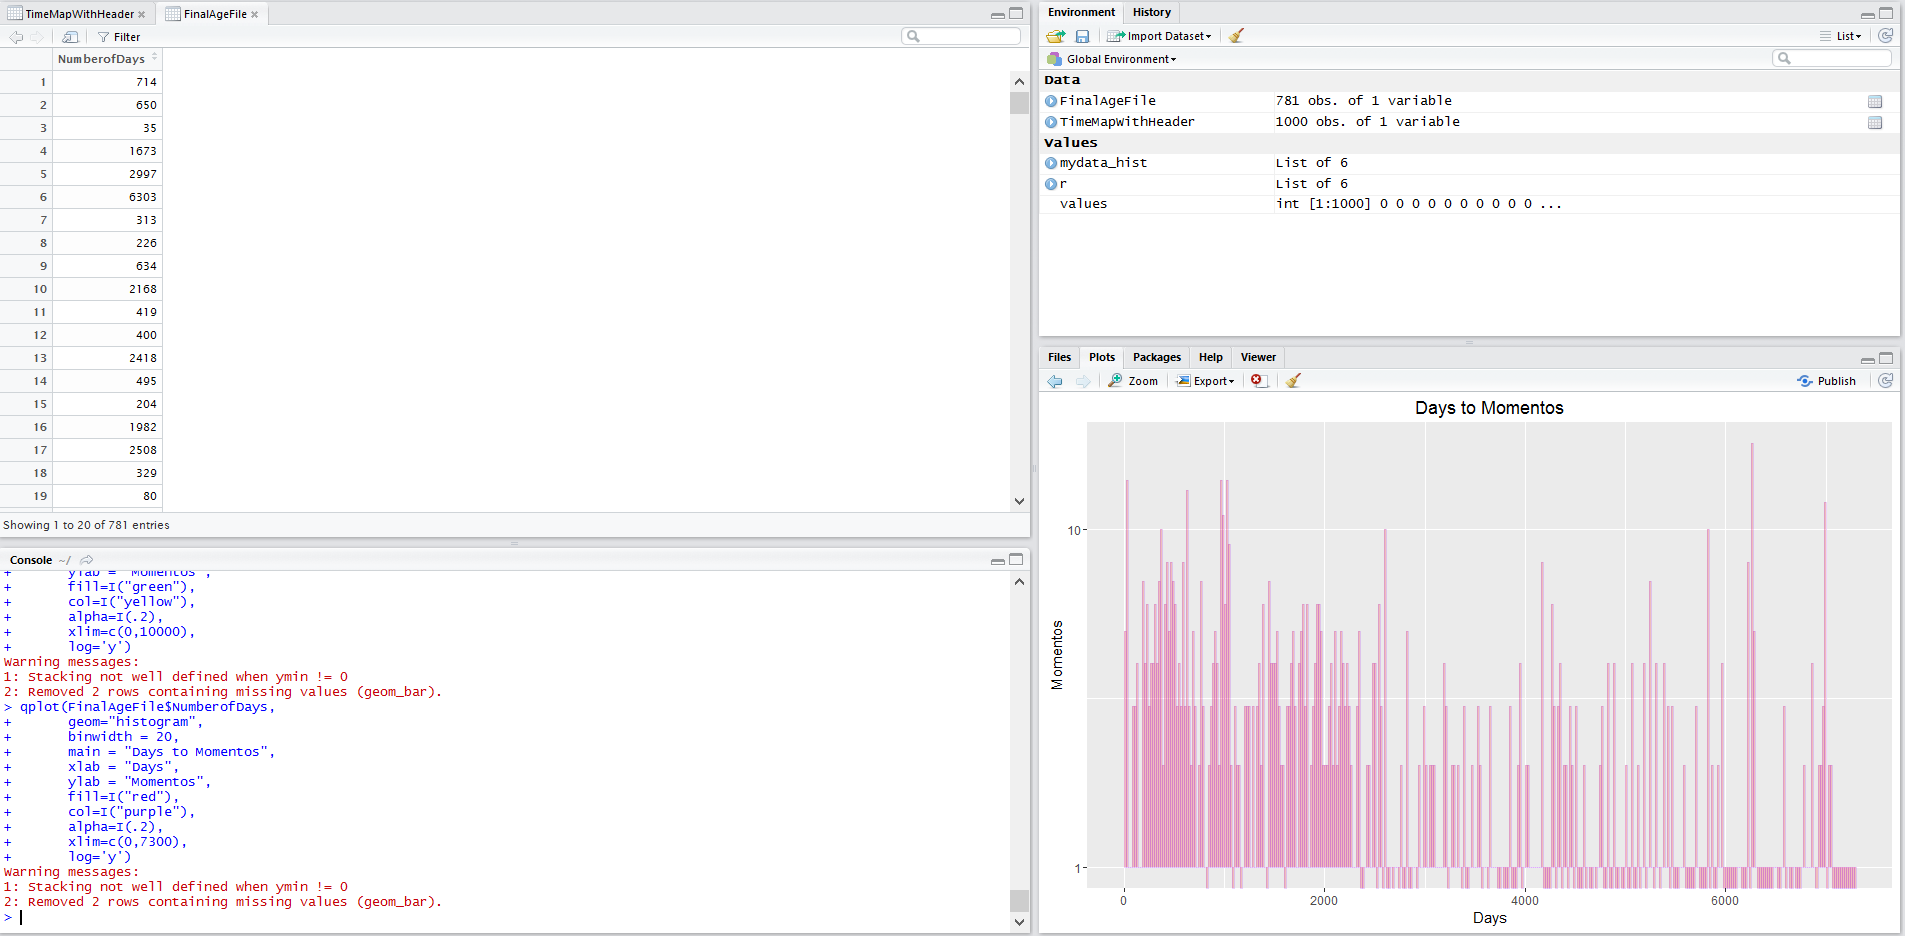 TimeMapWithHeader
FinalAgeFile
Filter
NumberofDays
1 714
2 650
3 35
4 1673
5 2997
6 6303
7 313
8 226
9 634
10 2168
11 419
12 400
13 2418
14 495
15 204
16 1982
17 2508
18 329
19 80
Showing 1 to 20 of 781 entries
Console ~/
+ ylab = "Momentos",
+ fill=I("green"),
+ col=I("yellow"),
+ alpha=I(.2),
+ xlim=c(0,10000),
+ log='y')
Warning messages:
1: Stacking not well defined when ymin != 0
2: Removed 2 rows containing missing values (geom_bar).
> qplot(FinalAgeFile$NumberofDays,
+ geom="histogram",
+ binwidth = 20,
+ main = "Days to Momentos",
+ xlab = "Days",
+ ylab = "Momentos",
+ fill=I("red"),
+ col=I("purple"),
+ alpha=I(.2),
+ xlim=c(0,7300),
+ log='y')
Warning messages:
1: Stacking not well defined when ymin != 0
2: Removed 2 rows containing missing values (geom_bar).
>
Environment History
Import Dataset List
Global Environment
Data
FinalAgeFile 781 obs. of 1 variable
TimeMapWithHeader 1000 obs. of 1 variable
Values
mydata_hist List of 6
r List of 6
values int [1:1000] 0 0 0 0 0 0 0 0 0 0 ...
Files Plots Packages Help Viewer
Zoom Export Publish
Days to Momentos
10
Momentos
1
0 2000 4000 6000
Days